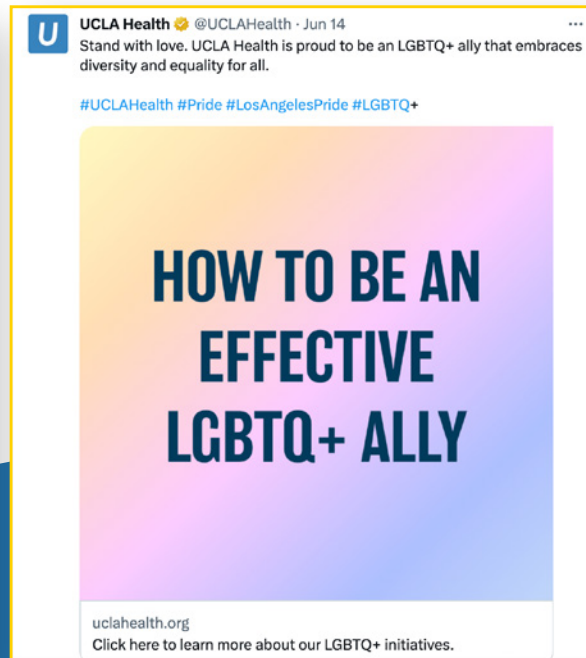 U
UCLA Health @UCLAHealth · Jun 14 ...
Stand with love. UCLA Health is proud to be an LGBTQ+ ally that embraces
diversity and equality for all.
#UCLAHealth #Pride #LosAngelesPride #LGBTQ+
HOW TO BE AN
EFFECTIVE
LGBTQ+ ALLY
uclahealth.org
Click here to learn more about our LGBTQ+ initiatives.